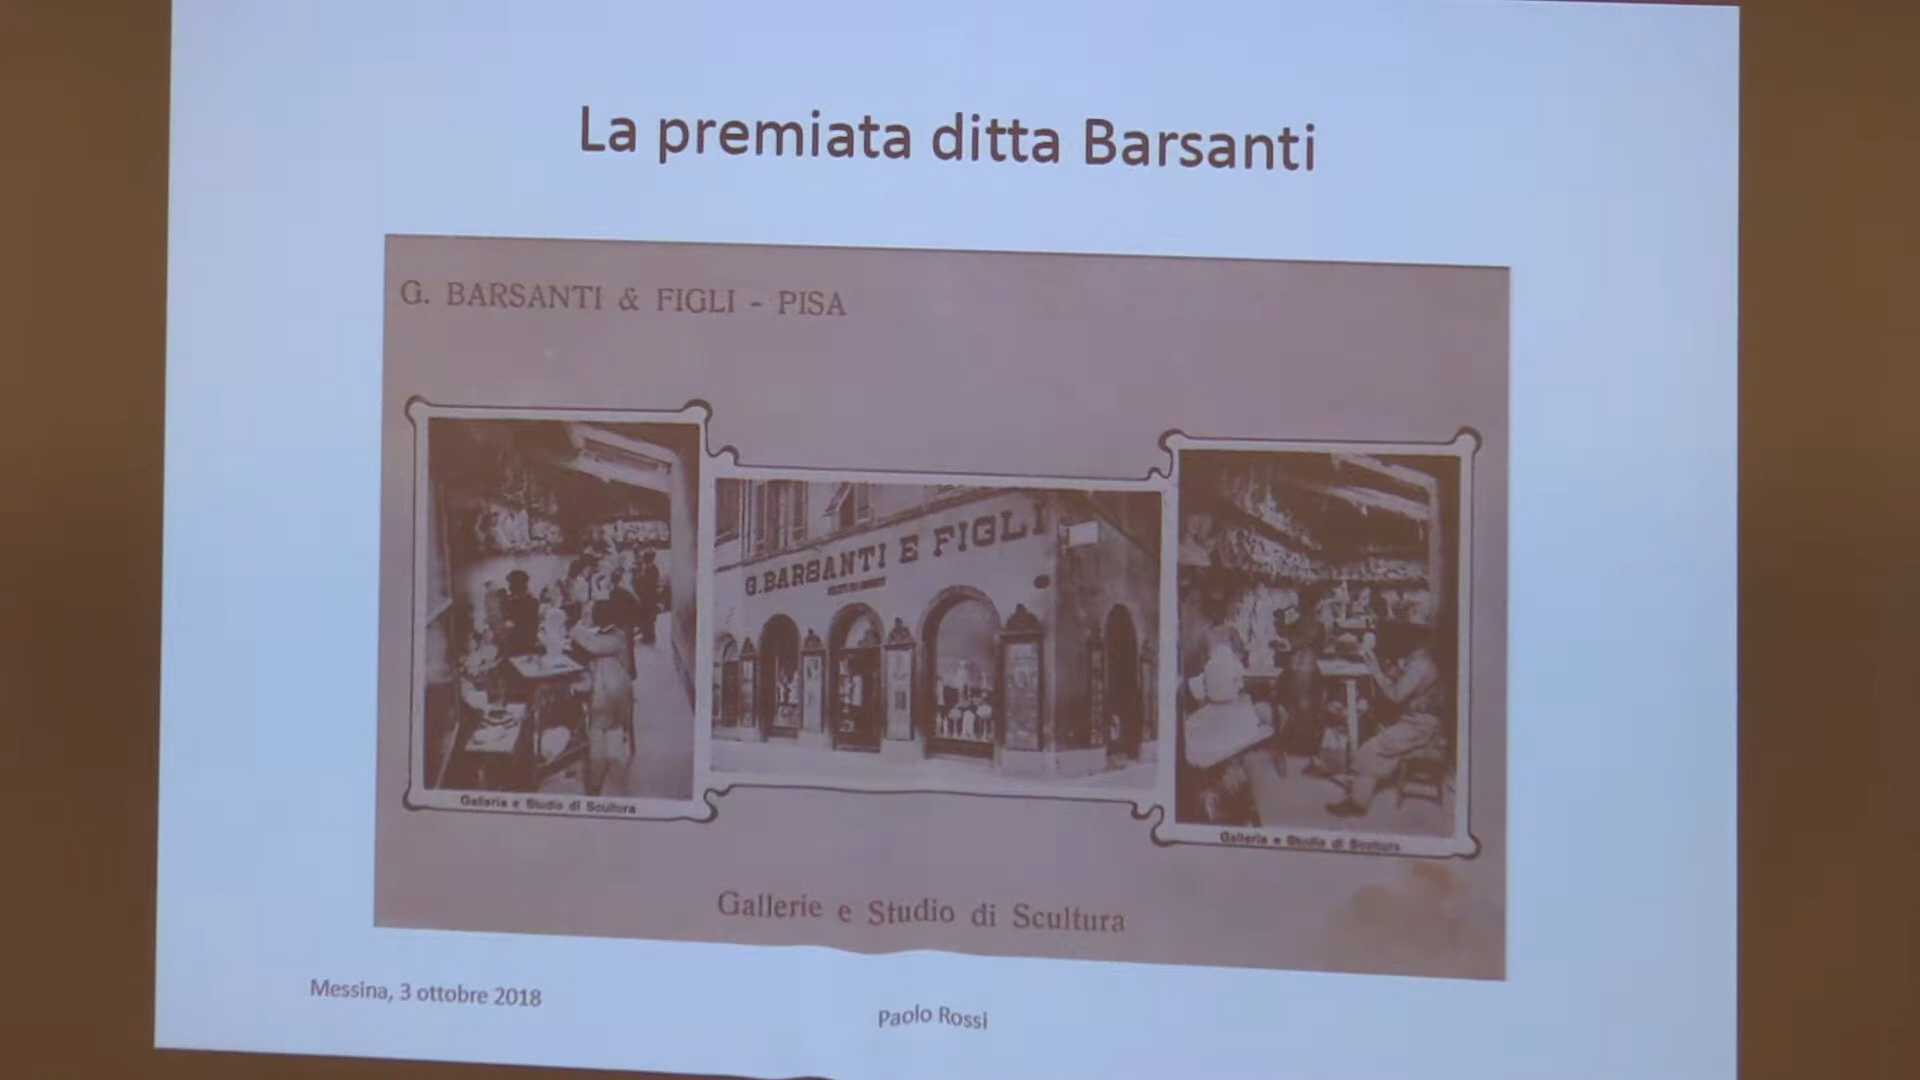 La premiata ditta Barsanti
G. BARSANTI & FIGLI - PISA
G. BARSANTI E FIGLI
Galleria e Studio di Scultura
Galleria e Studio di Scultura
Gallerie e Studio di Scultura
Messina, 3 ottobre 2018
Paolo Rossi